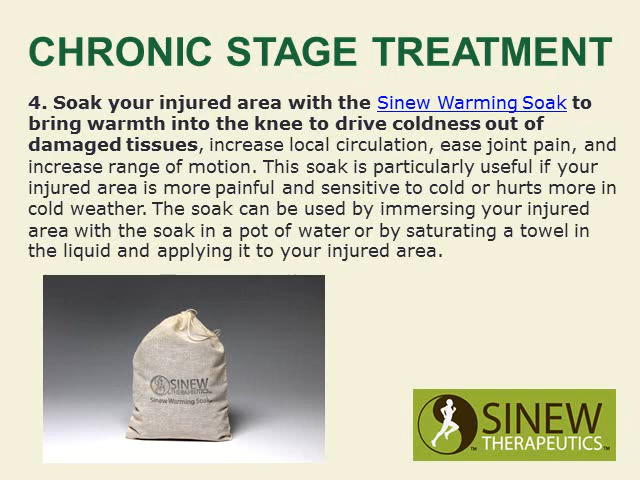 CHRONIC STAGE TREATMENT
4. Soak your injured area with the Sinew Warming Soak to
bring warmth into the knee to drive coldness out of
damaged tissues, increase local circulation, ease joint pain, and
increase range of motion. This soak is particularly useful if your
injured area is more painful and sensitive to cold or hurts more in
cold weather. The soak can be used by immersing your injured
area with the soak in a pot of water or by saturating a towel in
the liquid and applying it to your injured area.
SINEW
THERAPEUTICS™
Sinew Warming Soak
SINEW
™THERAPEUTICS™